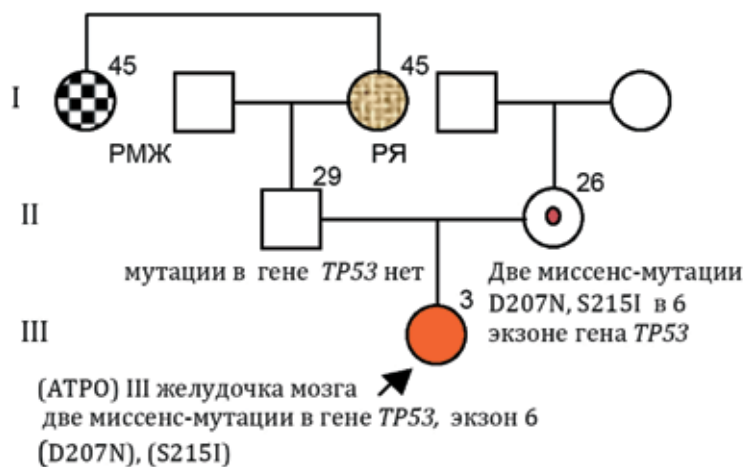 45
45
I
РМЖ
РЯ
29
26
II
мутации в гене TP53 нет
Две миссенс-мутации
D207N, S215I в 6
экзоне гена TP53
3
III
(АТРО) III желудочка мозга
две миссенс-мутации в гене TP53, экзон 6
(D207N), (S215I)